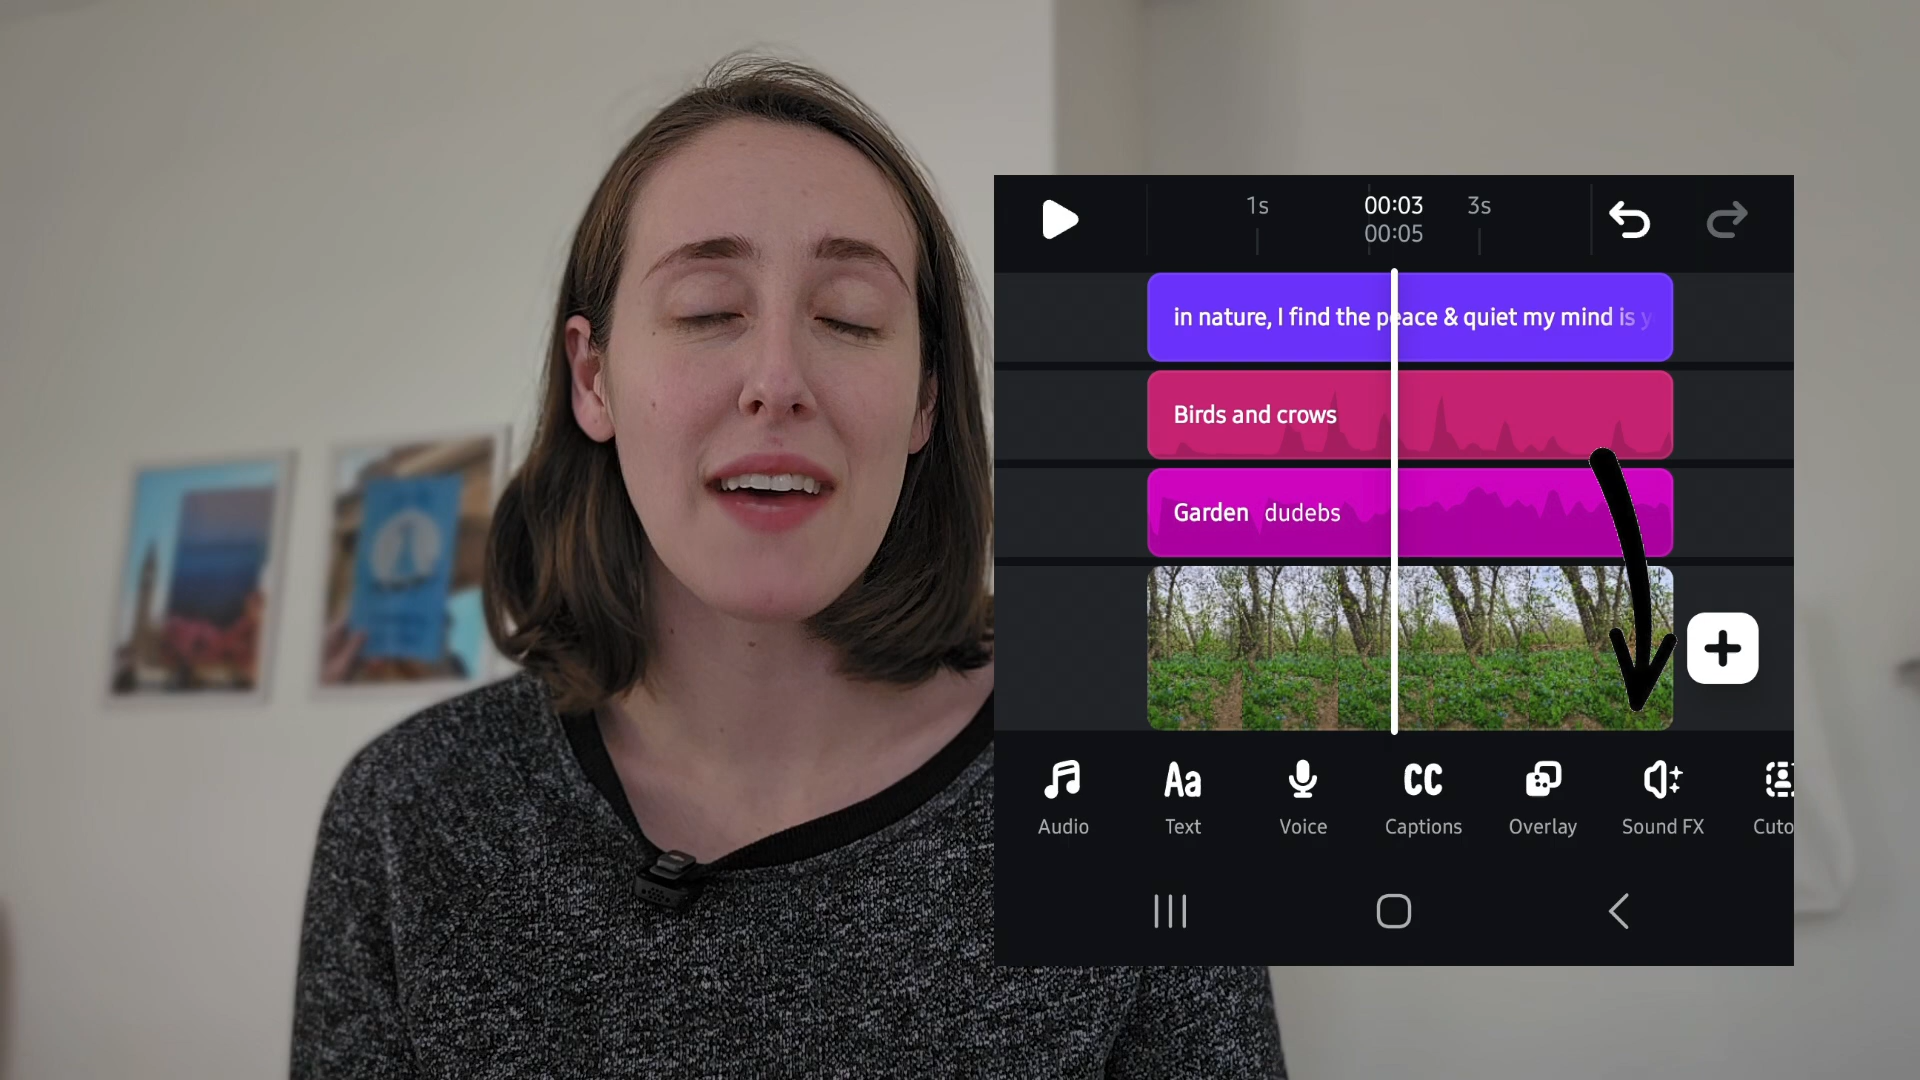 1s
00:03
3s
00:05
in nature, I find the peace & quiet my mind is
Birds and crows
Garden dudebs
Audio
Text
Voice
CC
Captions
Overlay
Sound FX
Cuto
Aa